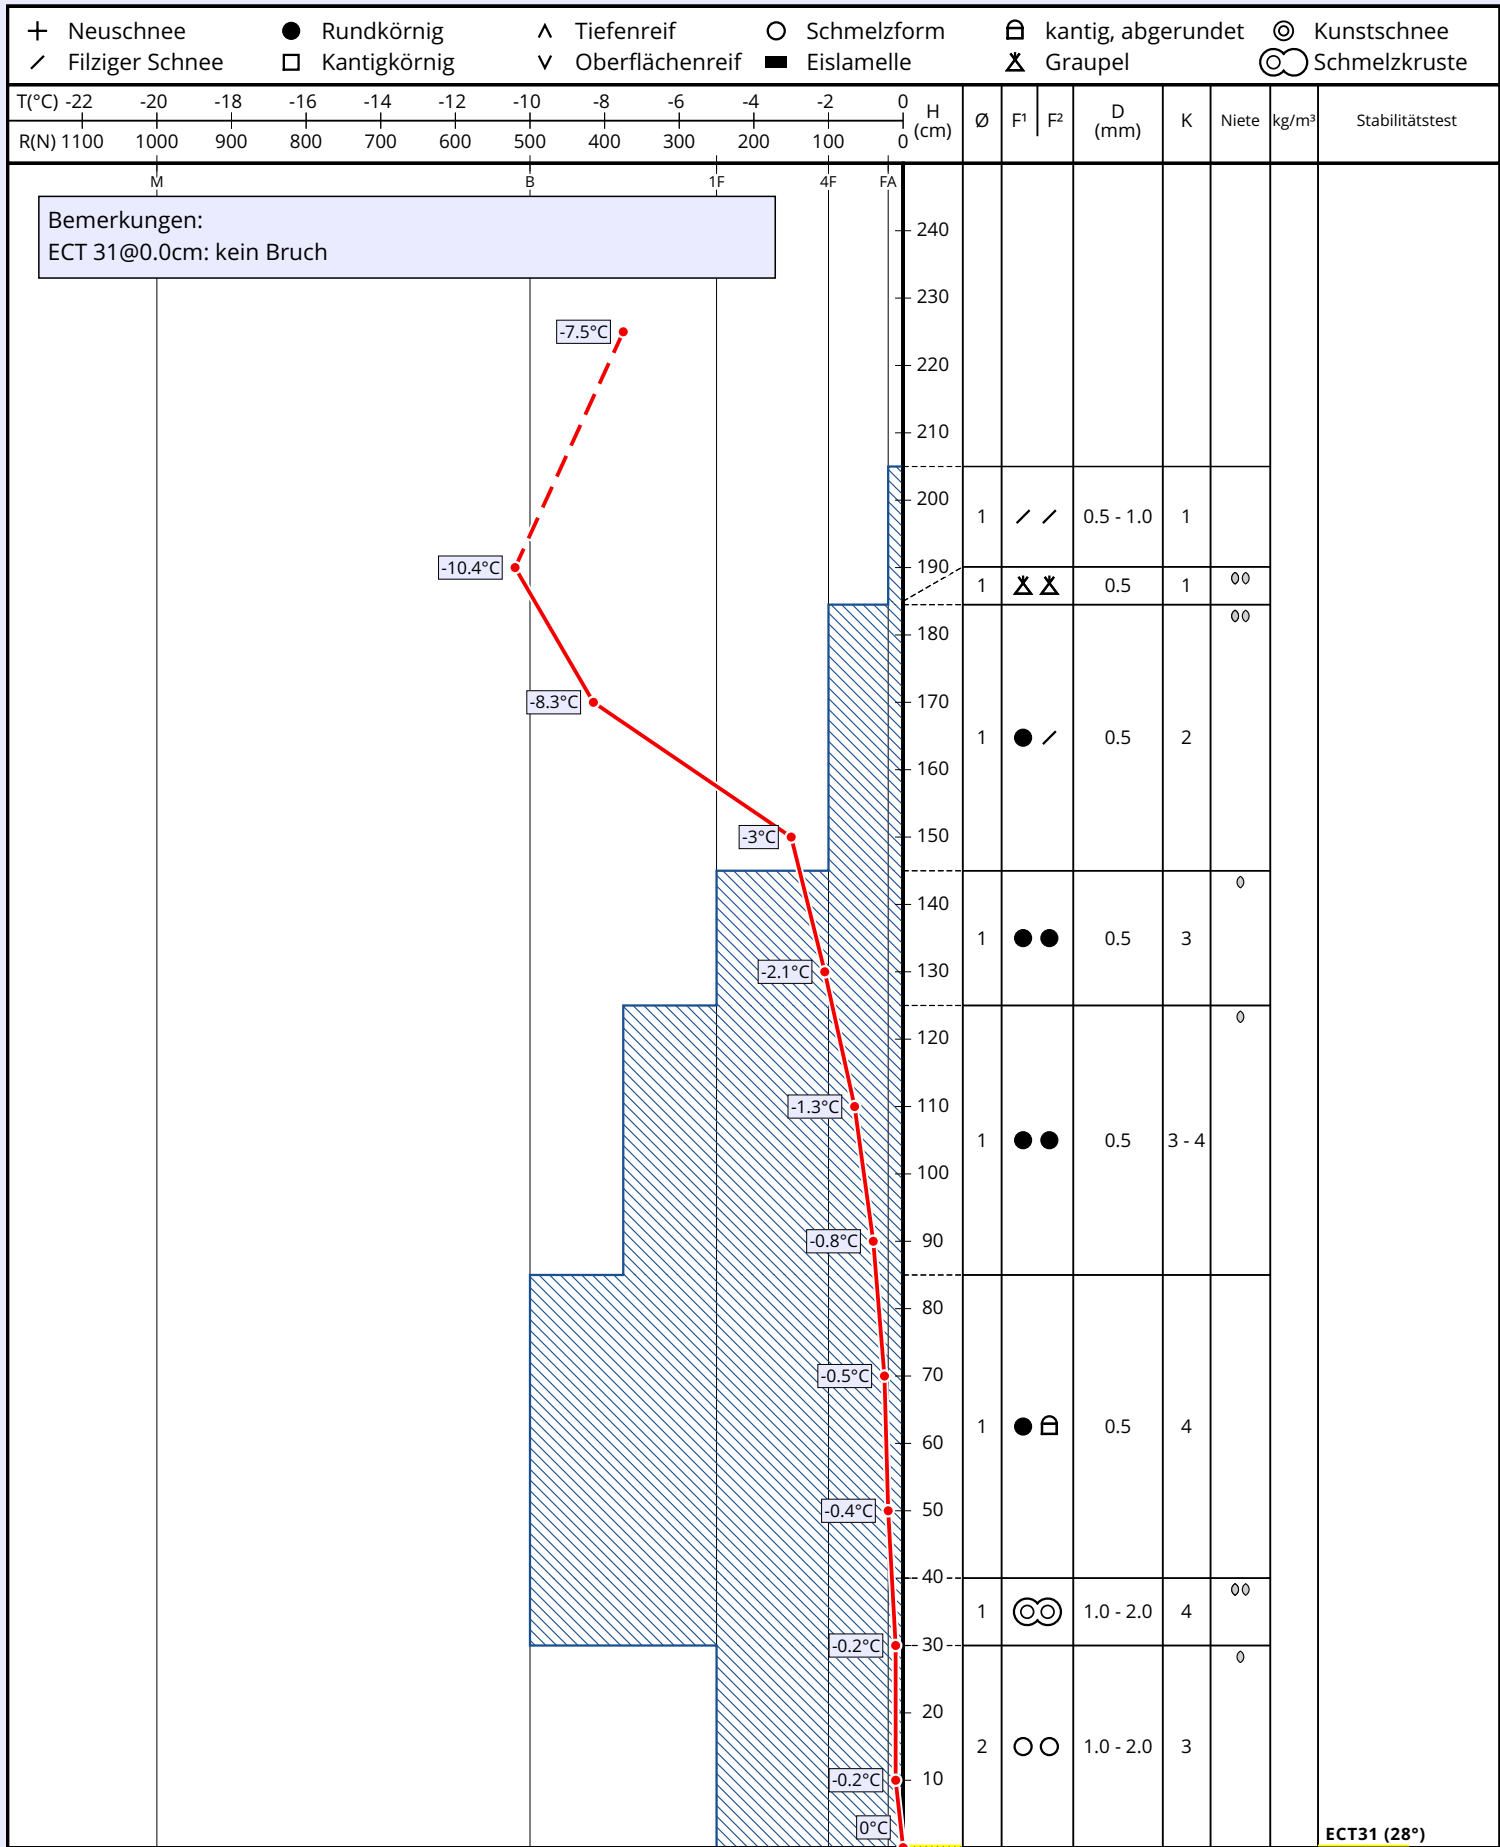 Neuschnee Rundkörnig Tiefenreif Schmelzform kantig, abgerundet Kunstschnee
Filziger Schnee Kantigkörnig Oberflächenreif Eislamelle Graupel Schmelzkruste
T(°C) -22 -20 -18 -16 -14 -12 -10 -8 -6 -4 -2 0
R(N) 1100 1000 900 800 700 600 500 400 300 200 100 0
H (cm) Ø F¹ F² D (mm) K Niete kg/m³ Stabilitätstest
M B 1F 4F FA
Bemerkungen:
ECT 31@0.0cm: kein Bruch
240
230
-7.5°C
220
210
200
1 0.5 - 1.0 1
-10.4°C 190
1 0.5 1
180
-8.3°C 170
1 0.5 2
160
-3°C 150
140
1 0.5 3
-2.1°C 130
120
-1.3°C 110
1 0.5 3 - 4
100
-0.8°C 90
80
-0.5°C 70
1 0.5 4
60
-0.4°C 50
40
1 1.0 - 2.0 4
-0.2°C 30
20
2 1.0 - 2.0 3
-0.2°C 10
0°C
ECT31 (28°)